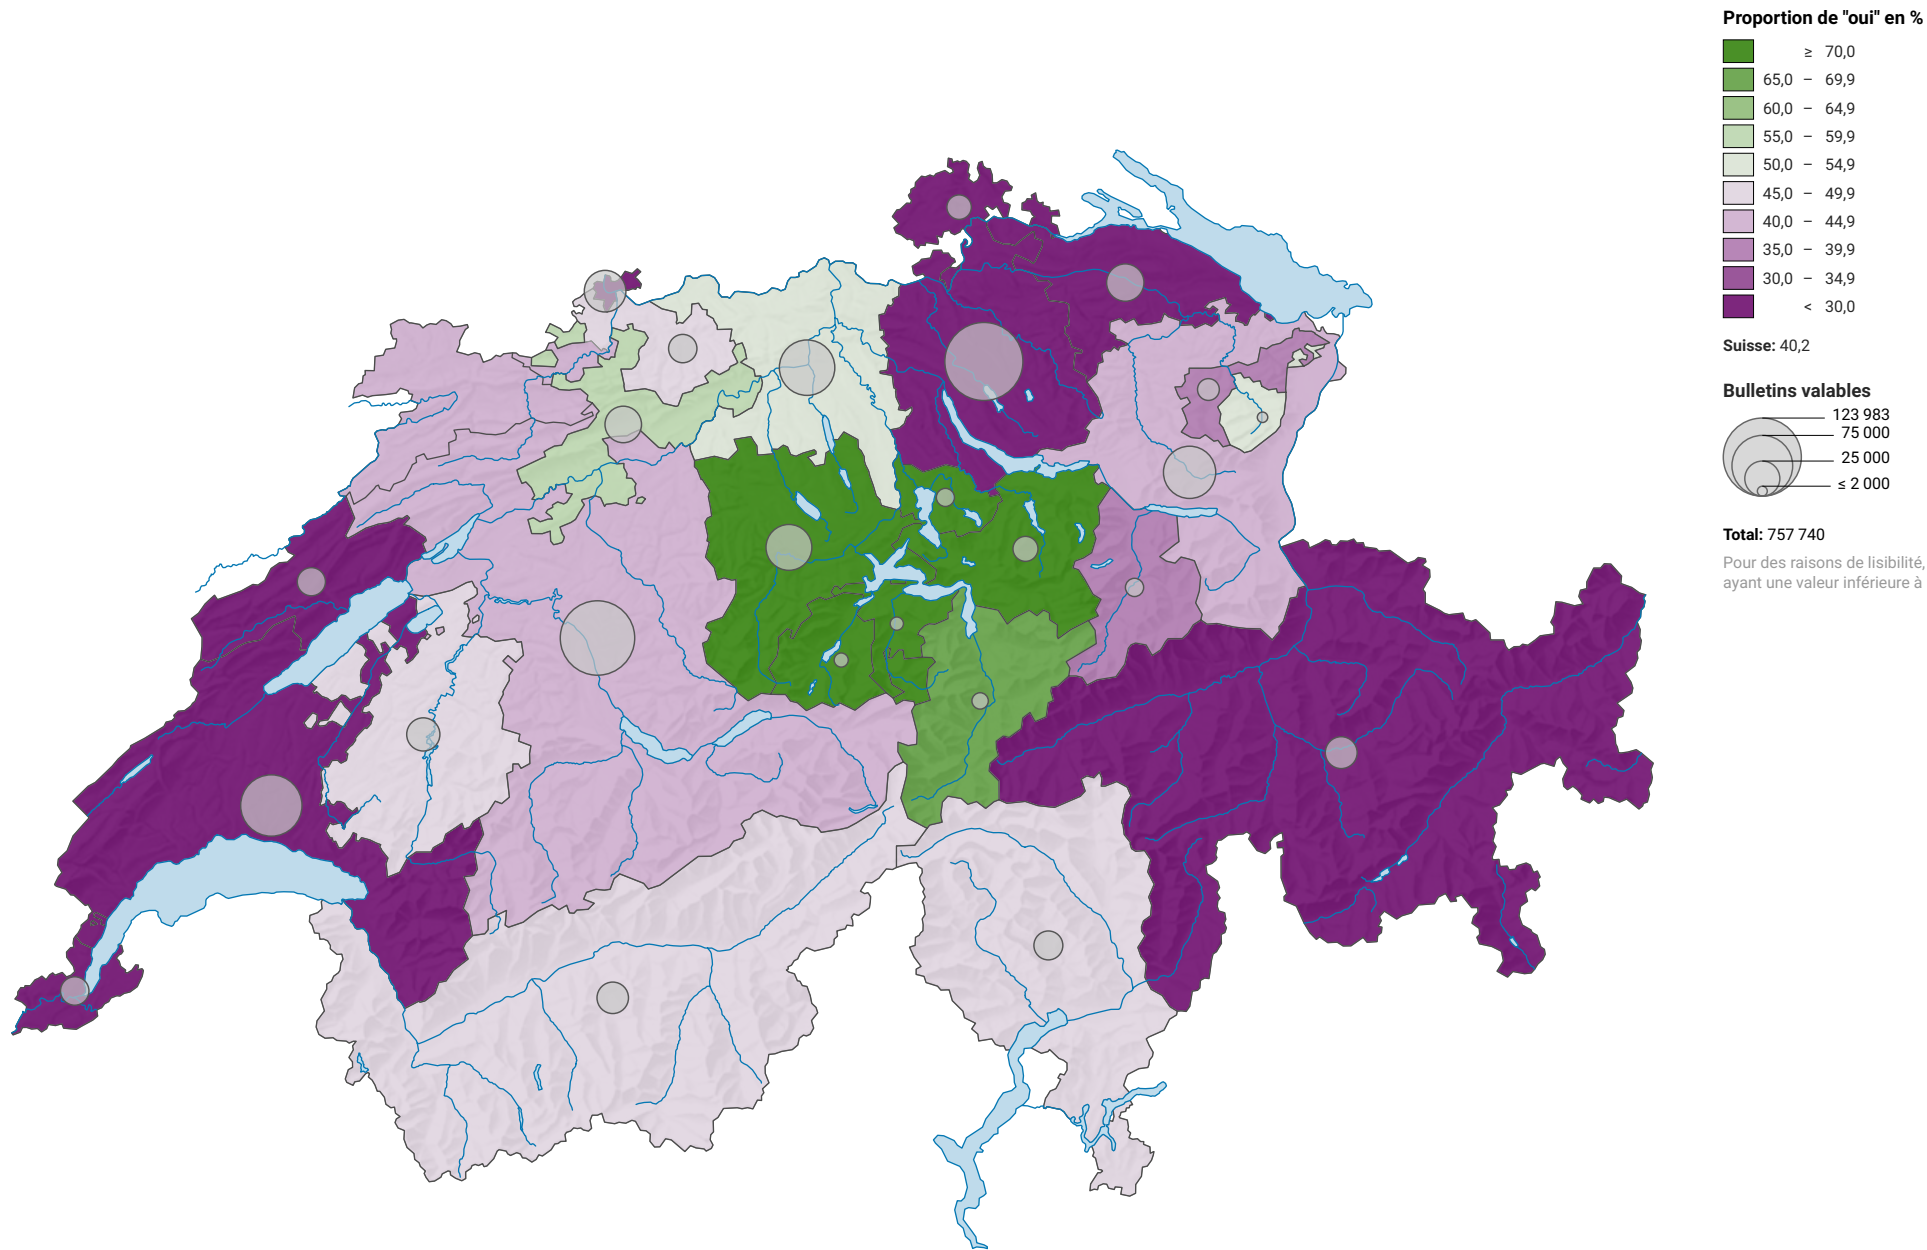 Proportion de "oui" en %
≥ 70,0
65,0 – 69,9
60,0 – 64,9
55,0 – 59,9
50,0 – 54,9
45,0 – 49,9
40,0 – 44,9
35,0 – 39,9
30,0 – 34,9
< 30,0
Suisse: 40,2
Bulletins valables
123 983
75 000
25 000
≤ 2 000
Total: 757 740
Pour des raisons de lisibilité,
ayant une valeur inférieure à